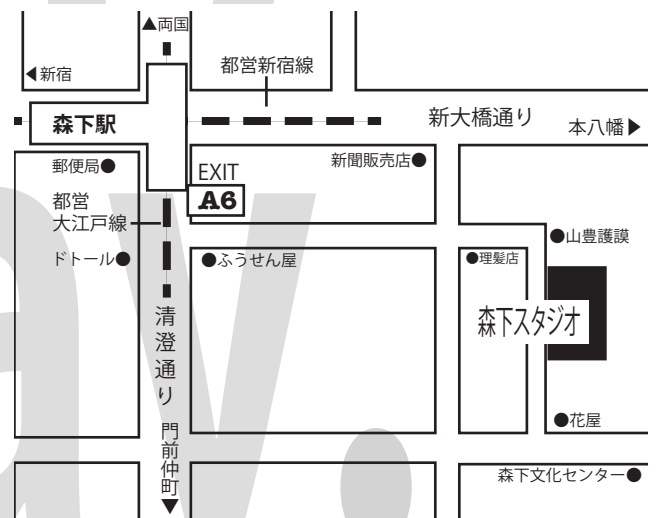 ▲両国
◀新宿
都営新宿線
新大橋通り
本八幡▶
森下駅
郵便局●
EXIT
A6
新聞販売店●
都営
大江戸線
ドトール●
●ふうせん屋
●理髪店
●山豊護謨
森下スタジオ
清澄通り
門前仲町▼
●花屋
森下文化センター●